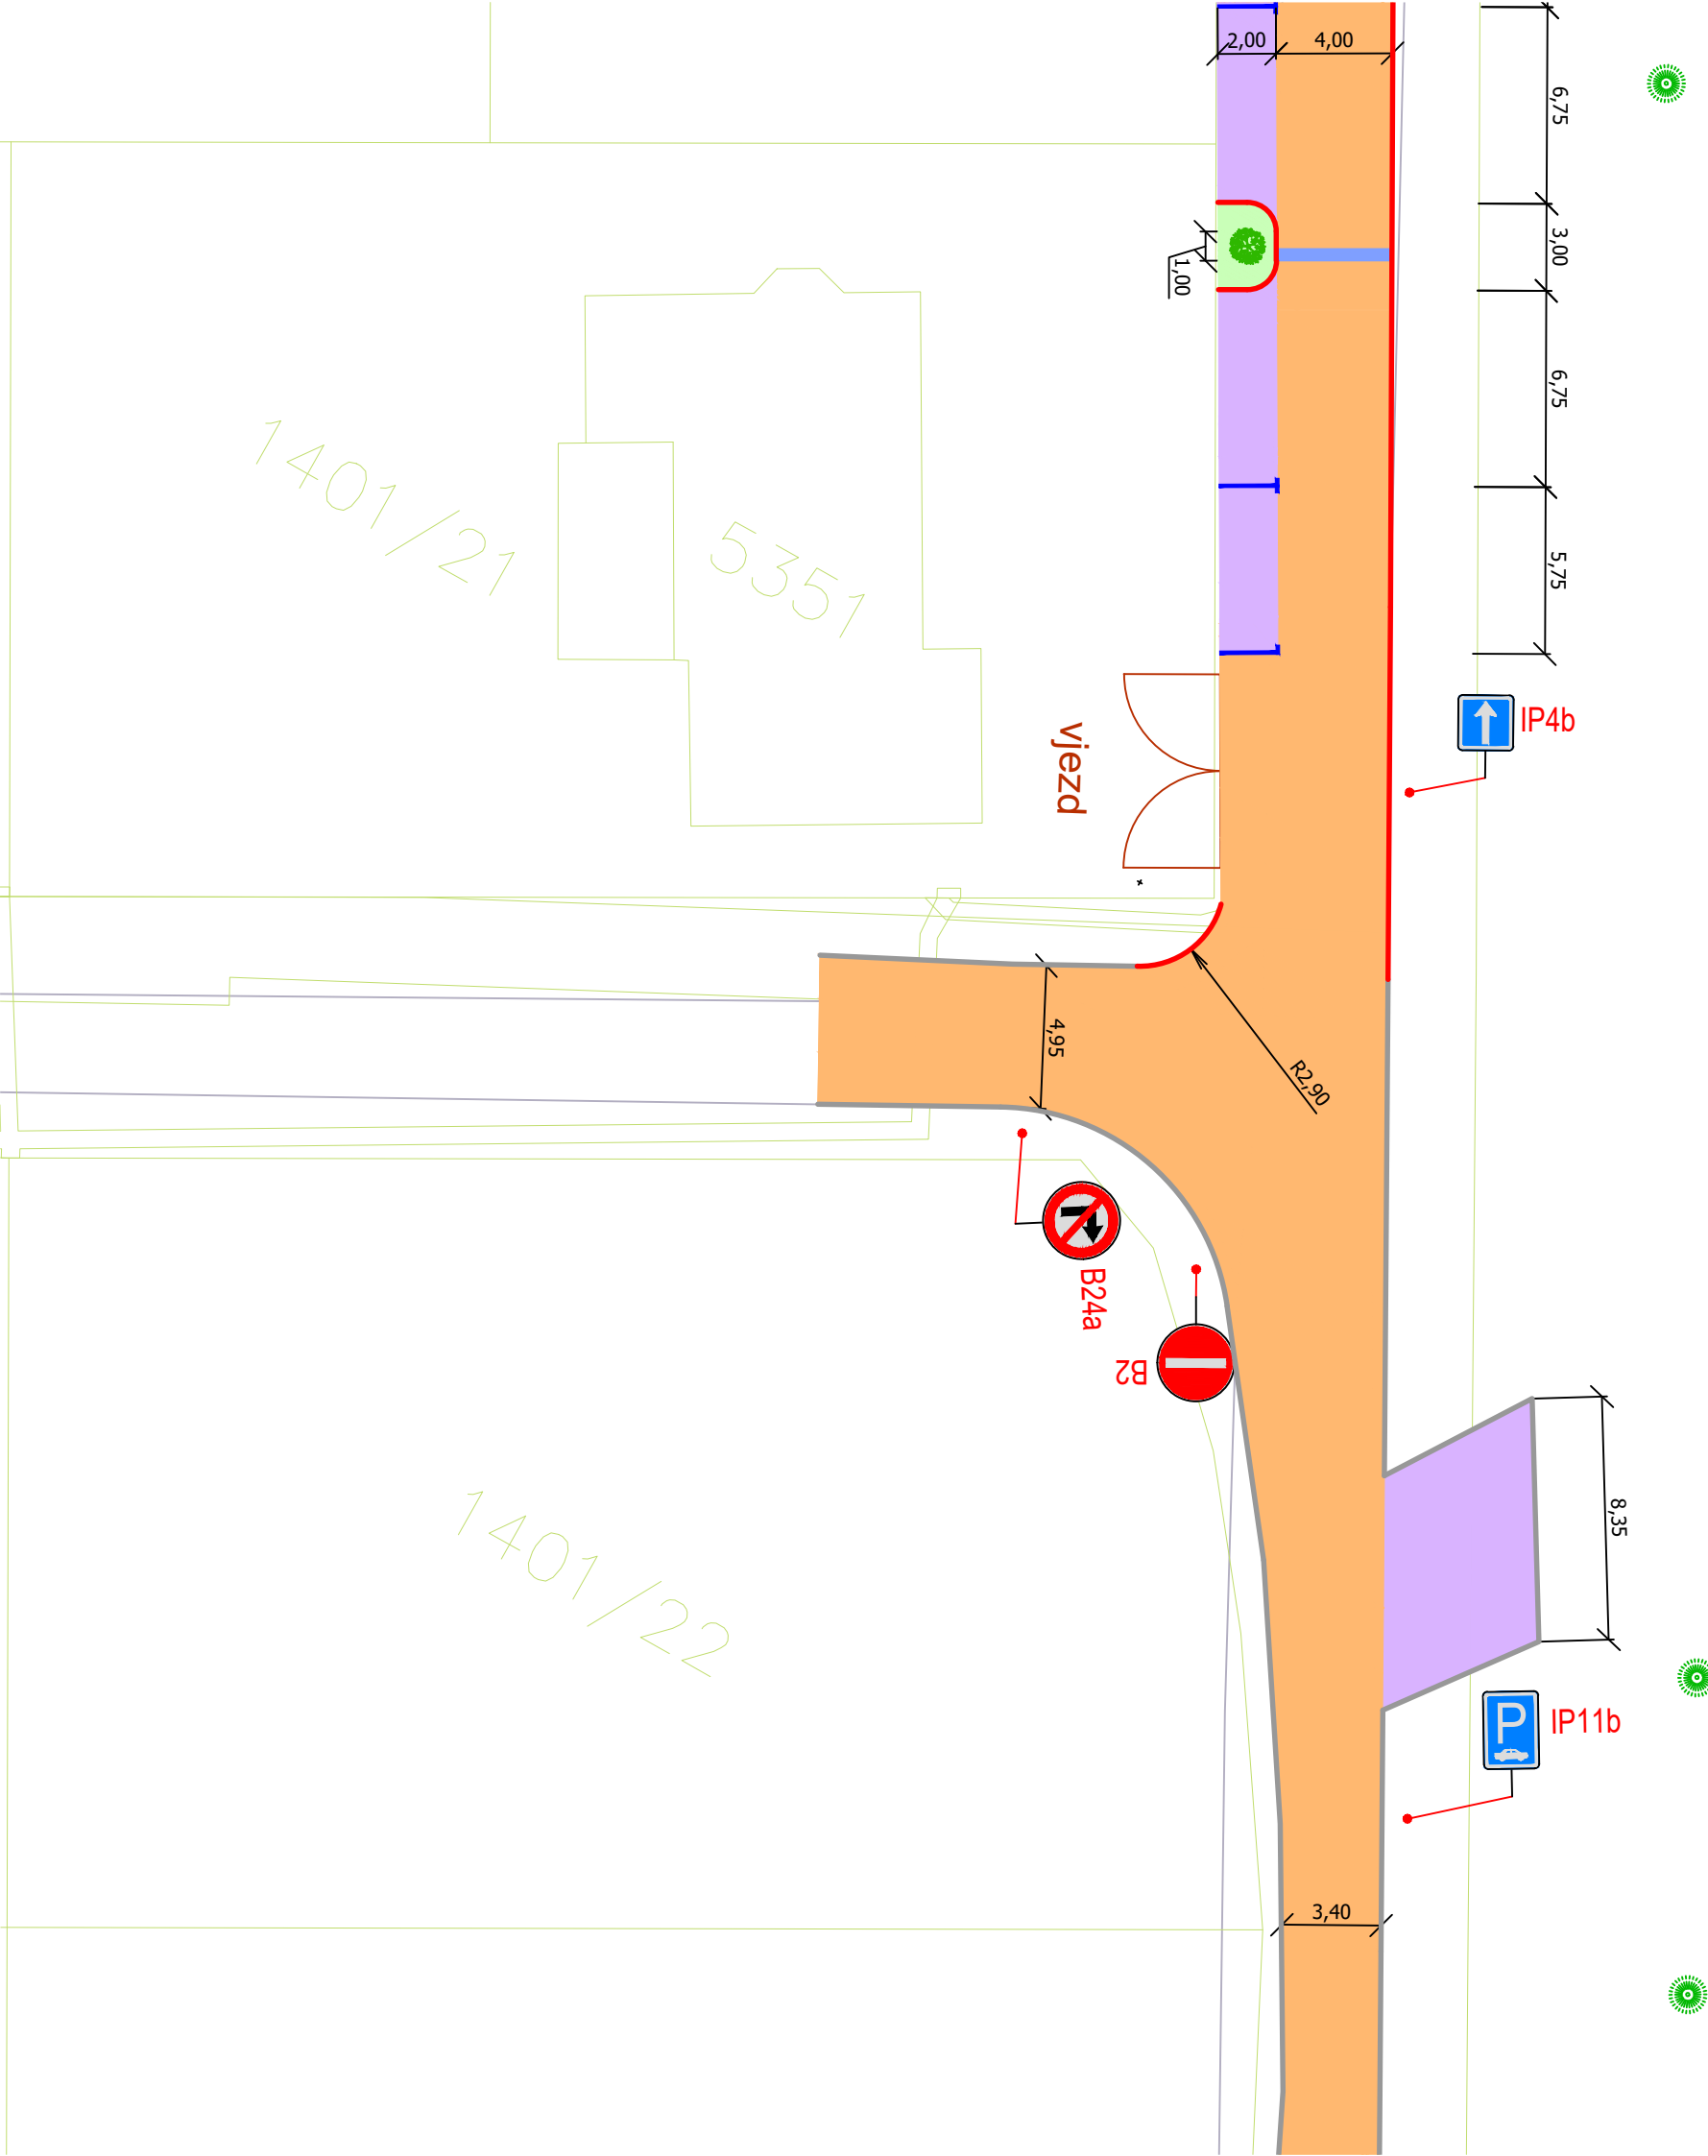 2,00
4,00
6,75
3,00
1,00
6,75
1401/21
5351
5,75
IP4b
vjezd
4,95
R2,90
B24a
B2
8,35
1401/22
P
IP11b
3,40